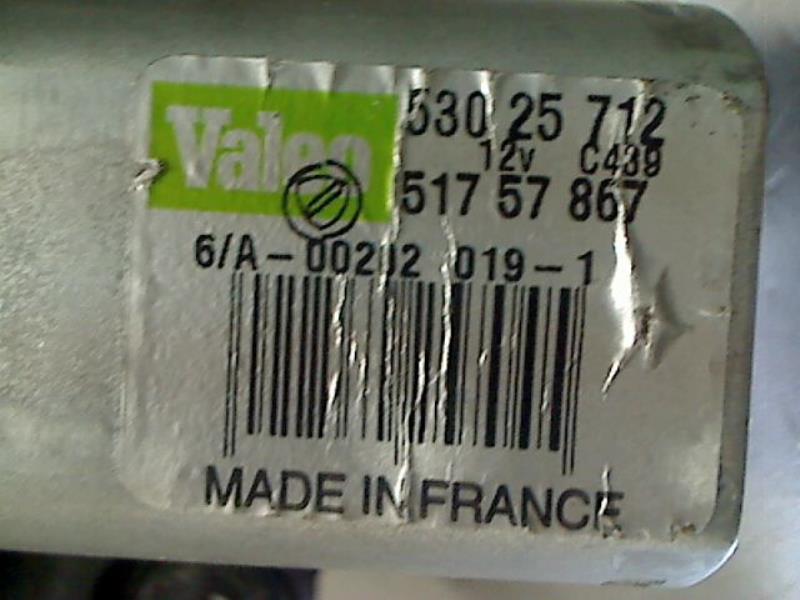 Valeo
530 25 712
12v C439
517 57 867
6/A-00202 019-1
MADE IN FRANCE